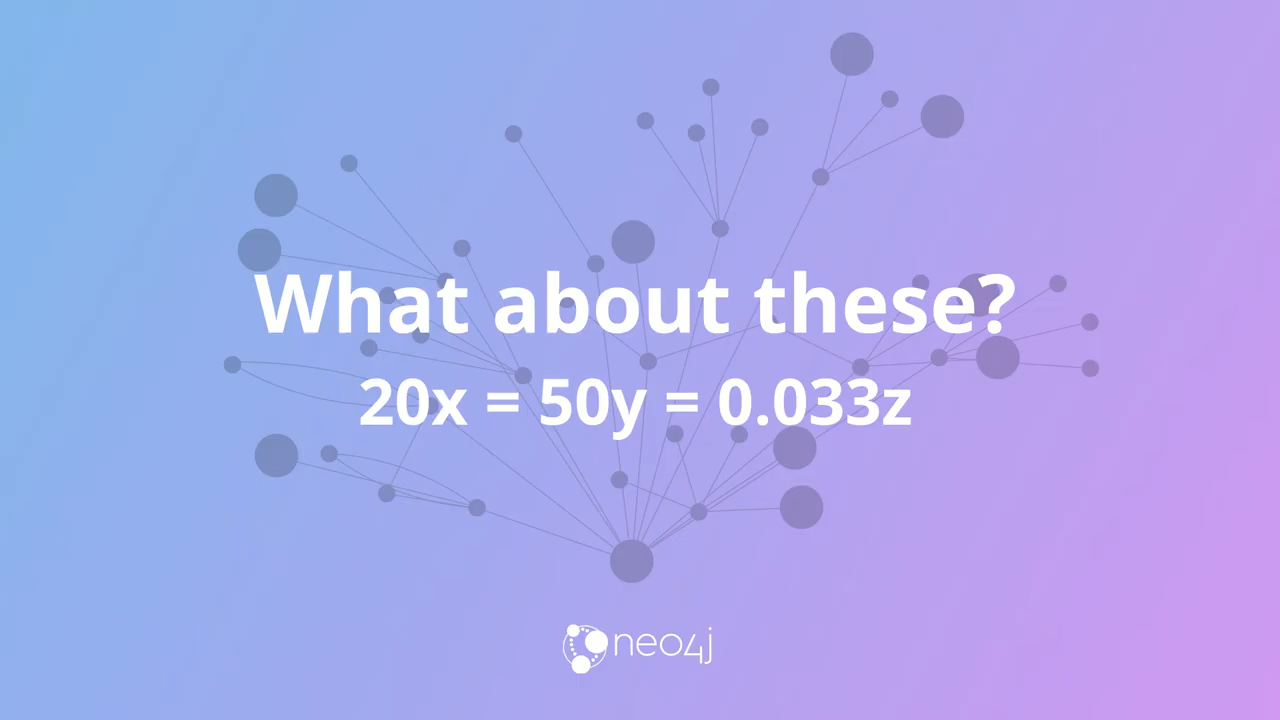 What about these?
20x = 50y = 0.033z
neo4j